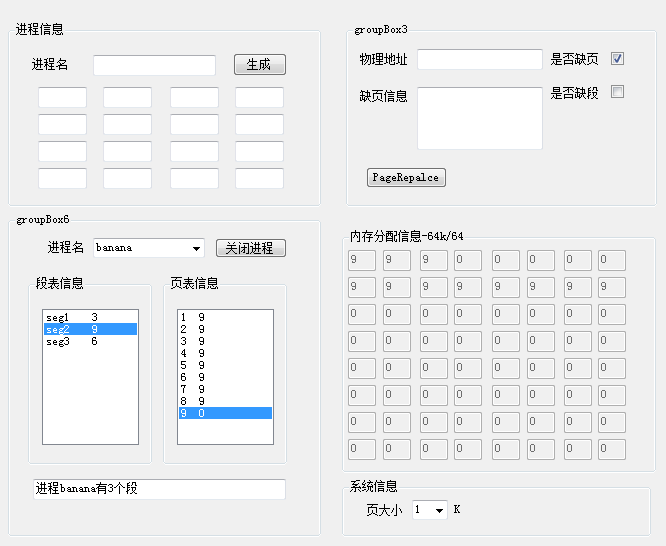 进程信息
进程名 生成
groupBox3
物理地址 是否缺页
缺页信息 是否缺段
PageRepalce
groupBox6
进程名 banana 关闭进程
段表信息
seg1 3
seg2 9
seg3 6
页表信息
1 9
2 9
3 9
4 9
5 9
6 9
7 9
8 9
9 0
进程banana有3个段
内存分配信息-64k/64
9 9 9 0 0 0 0 0
9 9 9 9 9 9 9 9
0 0 0 0 0 0 0 0
0 0 0 0 0 0 0 0
0 0 0 0 0 0 0 0
0 0 0 0 0 0 0 0
0 0 0 0 0 0 0 0
0 0 0 0 0 0 0 0
系统信息
页大小 1 K